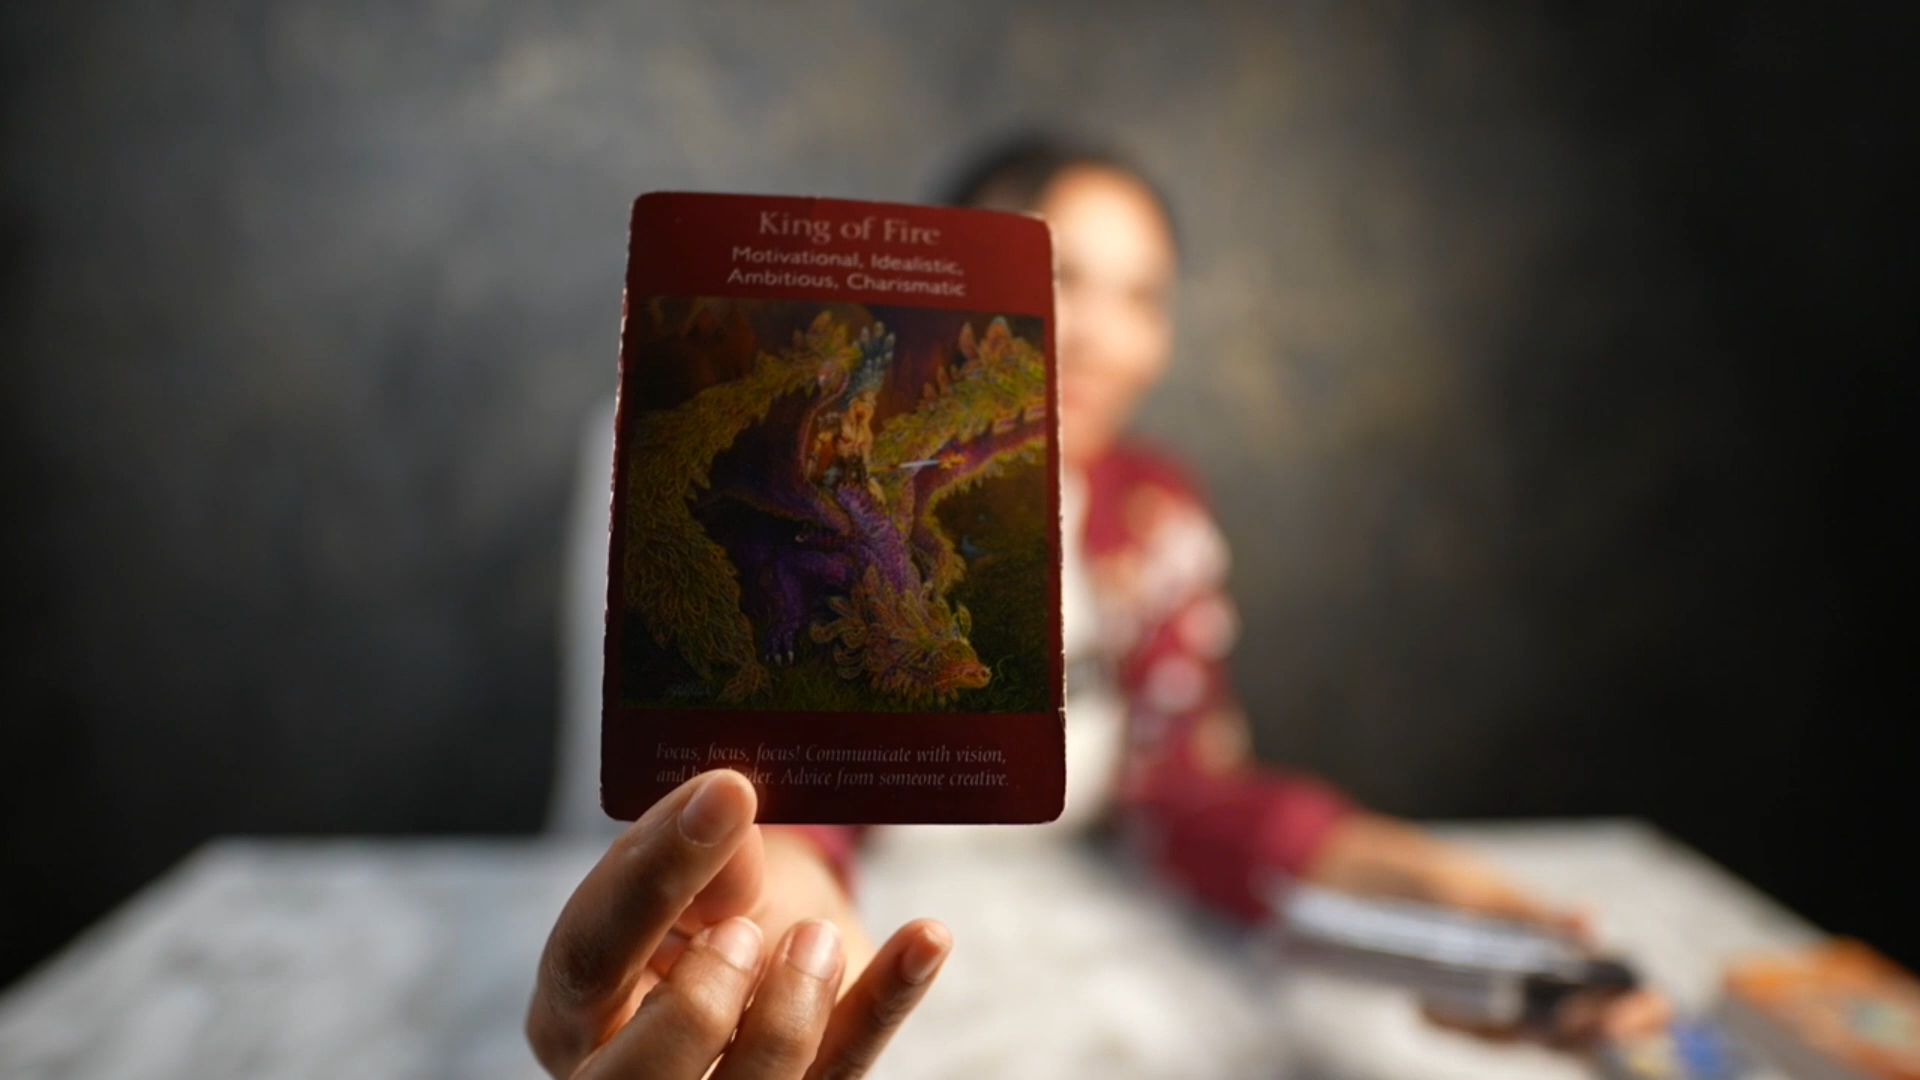 King of Fire
Motivational, Idealistic,
Ambitious, Charismatic
Focus, focus, focus! Communicate with vision,
and Advice from someone creative.